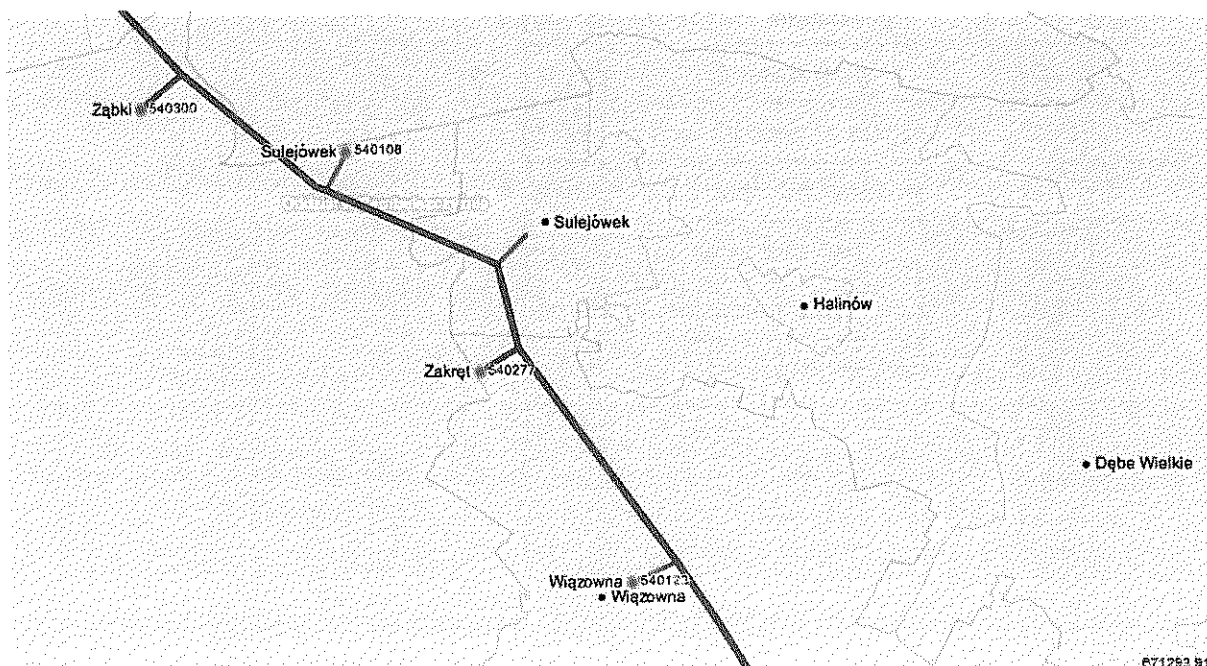 Ząbki 540300
Sulejówek 540108
Sulejówek
Halinów
Zakręt 540277
Dębe Wielkie
Wiązowna 540123
Wiązowna